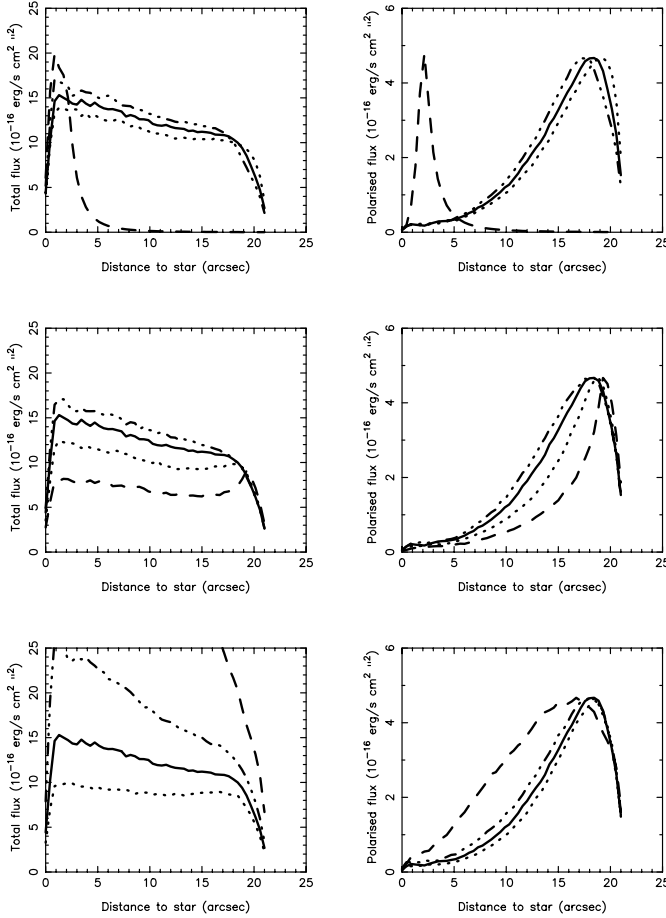 25
20
15
10
5
0
Total flux (10⁻¹⁶ erg/s cm² "²)
0 5 10 15 20 25
Distance to star (arcsec)
6
4
2
0
Polarised flux (10⁻¹⁶ erg/s cm² "²)
0 5 10 15 20 25
Distance to star (arcsec)
25
20
15
10
5
0
Total flux (10⁻¹⁶ erg/s cm² "²)
0 5 10 15 20 25
Distance to star (arcsec)
6
4
2
0
Polarised flux (10⁻¹⁶ erg/s cm² "²)
0 5 10 15 20 25
Distance to star (arcsec)
25
20
15
10
5
0
Total flux (10⁻¹⁶ erg/s cm² "²)
0 5 10 15 20 25
Distance to star (arcsec)
6
4
2
0
Polarised flux (10⁻¹⁶ erg/s cm² "²)
0 5 10 15 20 25
Distance to star (arcsec)